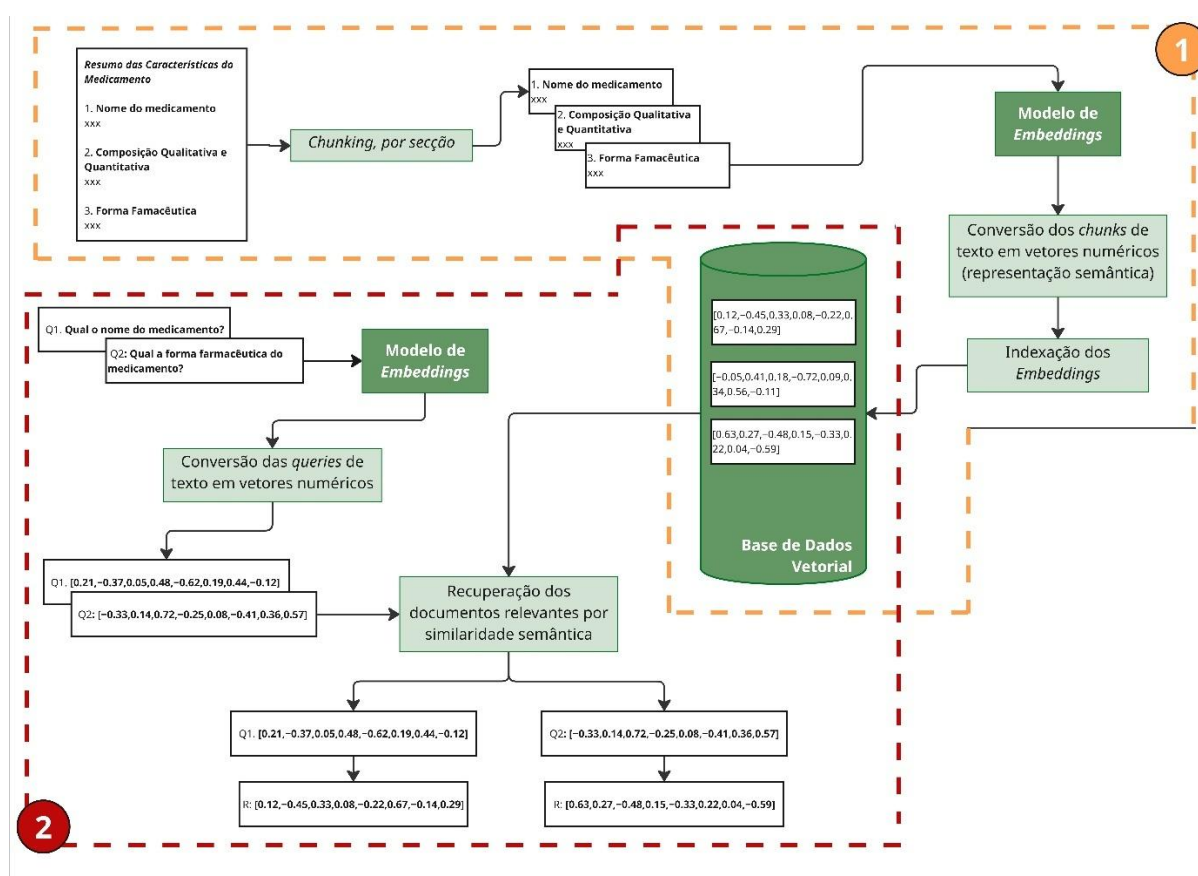 1
Resumo das Características do
Medicamento
1. Nome do medicamento
xxx
2. Composição Qualitativa e
Quantitativa
xxx
3. Forma Famacêutica
xxx
Chunking, por secção
1. Nome do medicamento
xxx
2. Composição Qualitativa
e Quantitativa
xxx
3. Forma Famacêutica
xxx
Modelo de
Embeddings
Conversão dos chunks de
texto em vetores numéricos
(representação semântica)
Indexação dos
Embeddings
[0.12,−0.45,0.33,0.08,−0.22,0.
67,−0.14,0.29]
[−0.05,0.41,0.18,−0.72,0.09,0.
34,0.56,−0.11]
[0.63,0.27,−0.48,0.15,−0.33,0.
22,0.04,−0.59]
Base de Dados
Vetorial
Q1. Qual o nome do medicamento?
Q2: Qual a forma farmacêutica do
medicamento?
Modelo de
Embeddings
Conversão das queries de
texto em vetores numéricos
Q1. [0.21,−0.37,0.05,0.48,−0.62,0.19,0.44,−0.12]
Q2: [−0.33,0.14,0.72,−0.25,0.08,−0.41,0.36,0.57]
Recuperação dos
documentos relevantes por
similaridade semântica
Q1. [0.21,−0.37,0.05,0.48,−0.62,0.19,0.44,−0.12]
Q2: [−0.33,0.14,0.72,−0.25,0.08,−0.41,0.36,0.57]
R: [0.12,−0.45,0.33,0.08,−0.22,0.67,−0.14,0.29]
R: [0.63,0.27,−0.48,0.15,−0.33,0.22,0.04,−0.59]
2